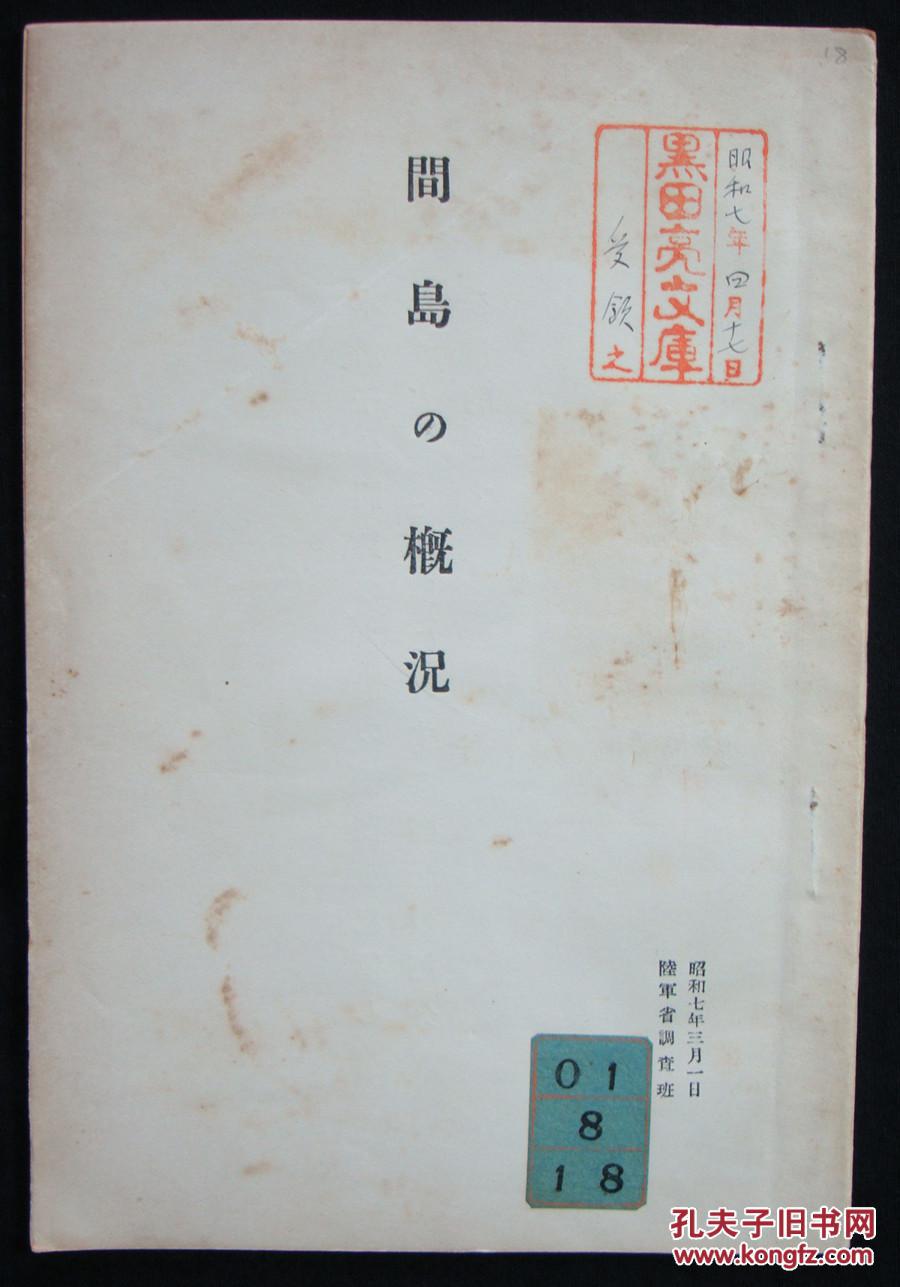 18
昭和七年四月十七日
黒田亮文庫
受領之
間島の概況
昭和七年三月一日
陸軍省調査班
01
8
18
孔夫子旧书网
www.kongfz.com